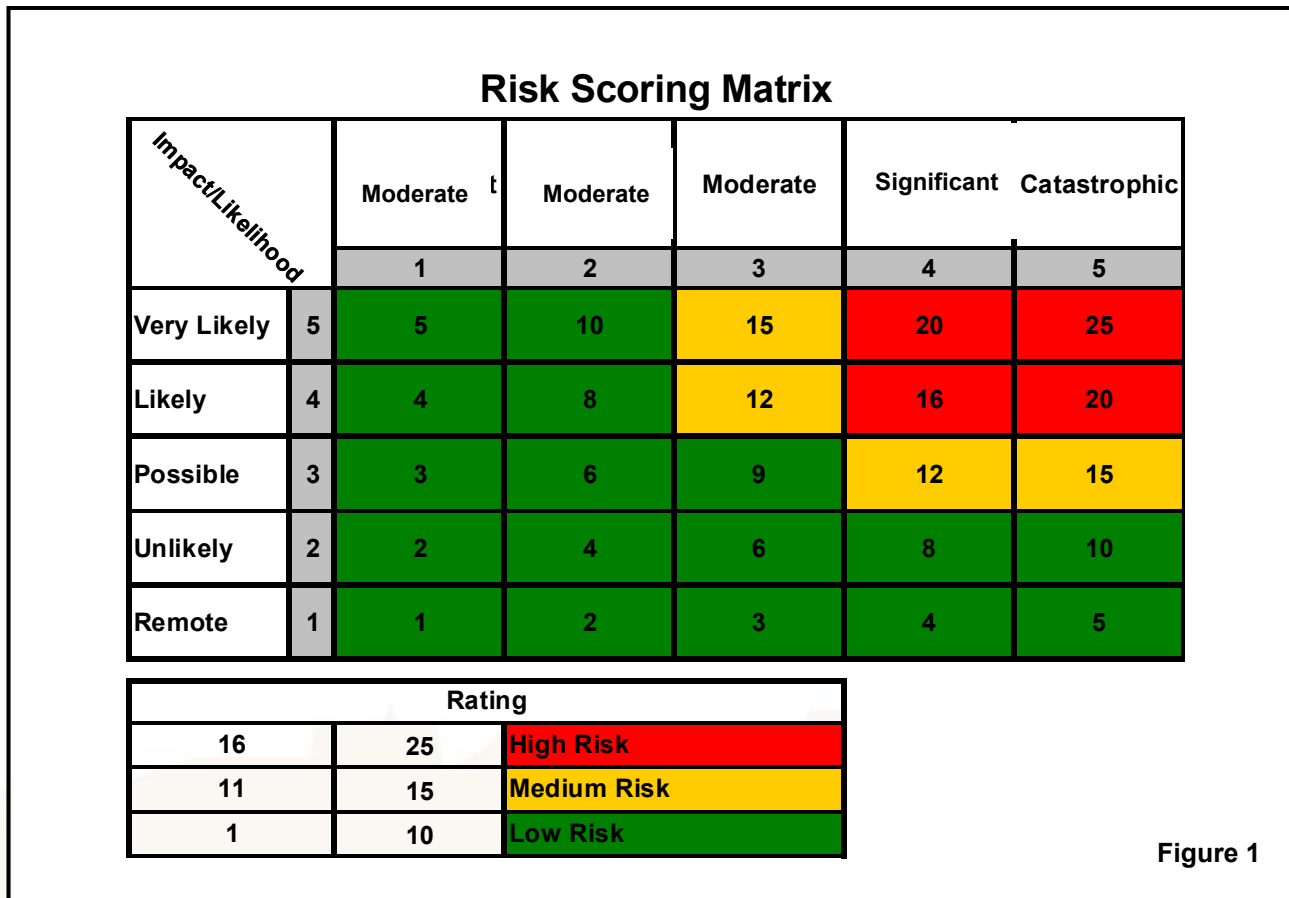 Risk Scoring Matrix
Impact/Likelihood
Moderate t Moderate Moderate Significant Catastrophic
1 2 3 4 5
Very Likely 5 5 10 15 20 25
Likely 4 4 8 12 16 20
Possible 3 3 6 9 12 15
Unlikely 2 2 4 6 8 10
Remote 1 1 2 3 4 5
Rating
16 25 High Risk
11 15 Medium Risk
1 10 Low Risk
Figure 1